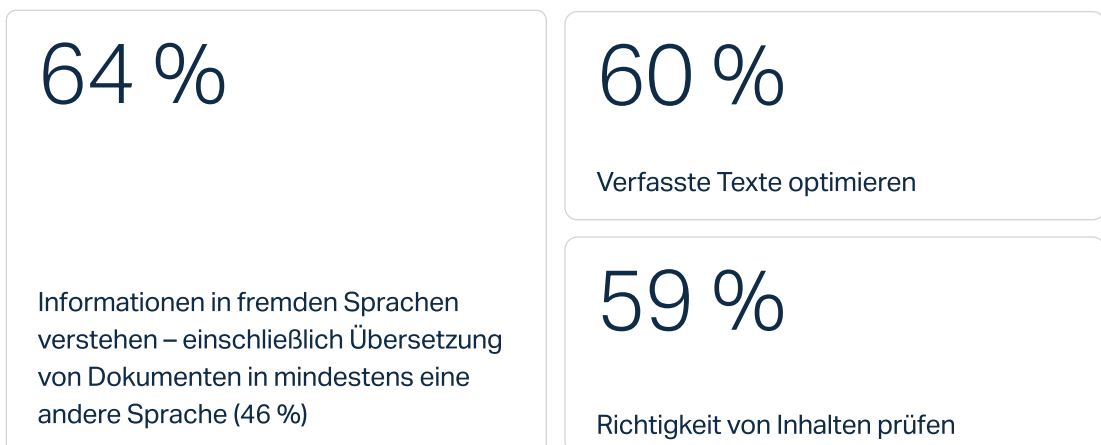 64 %
Informationen in fremden Sprachen
verstehen – einschließlich Übersetzung
von Dokumenten in mindestens eine
andere Sprache (46 %)
60 %
Verfasste Texte optimieren
59 %
Richtigkeit von Inhalten prüfen